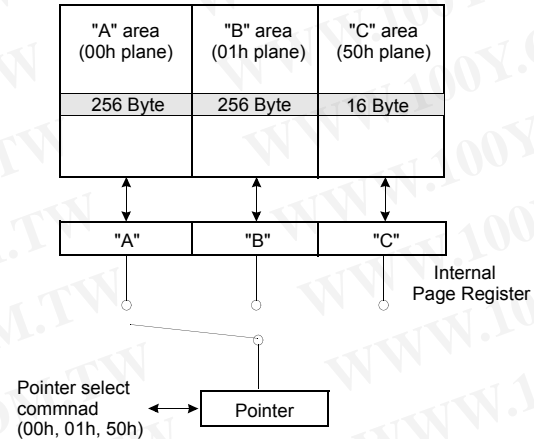 "A" area
(00h plane)
"B" area
(01h plane)
"C" area
(50h plane)
256 Byte
256 Byte
16 Byte
"A"
"B"
"C"
Internal
Page Register
Pointer select
commnad
(00h, 01h, 50h)
Pointer